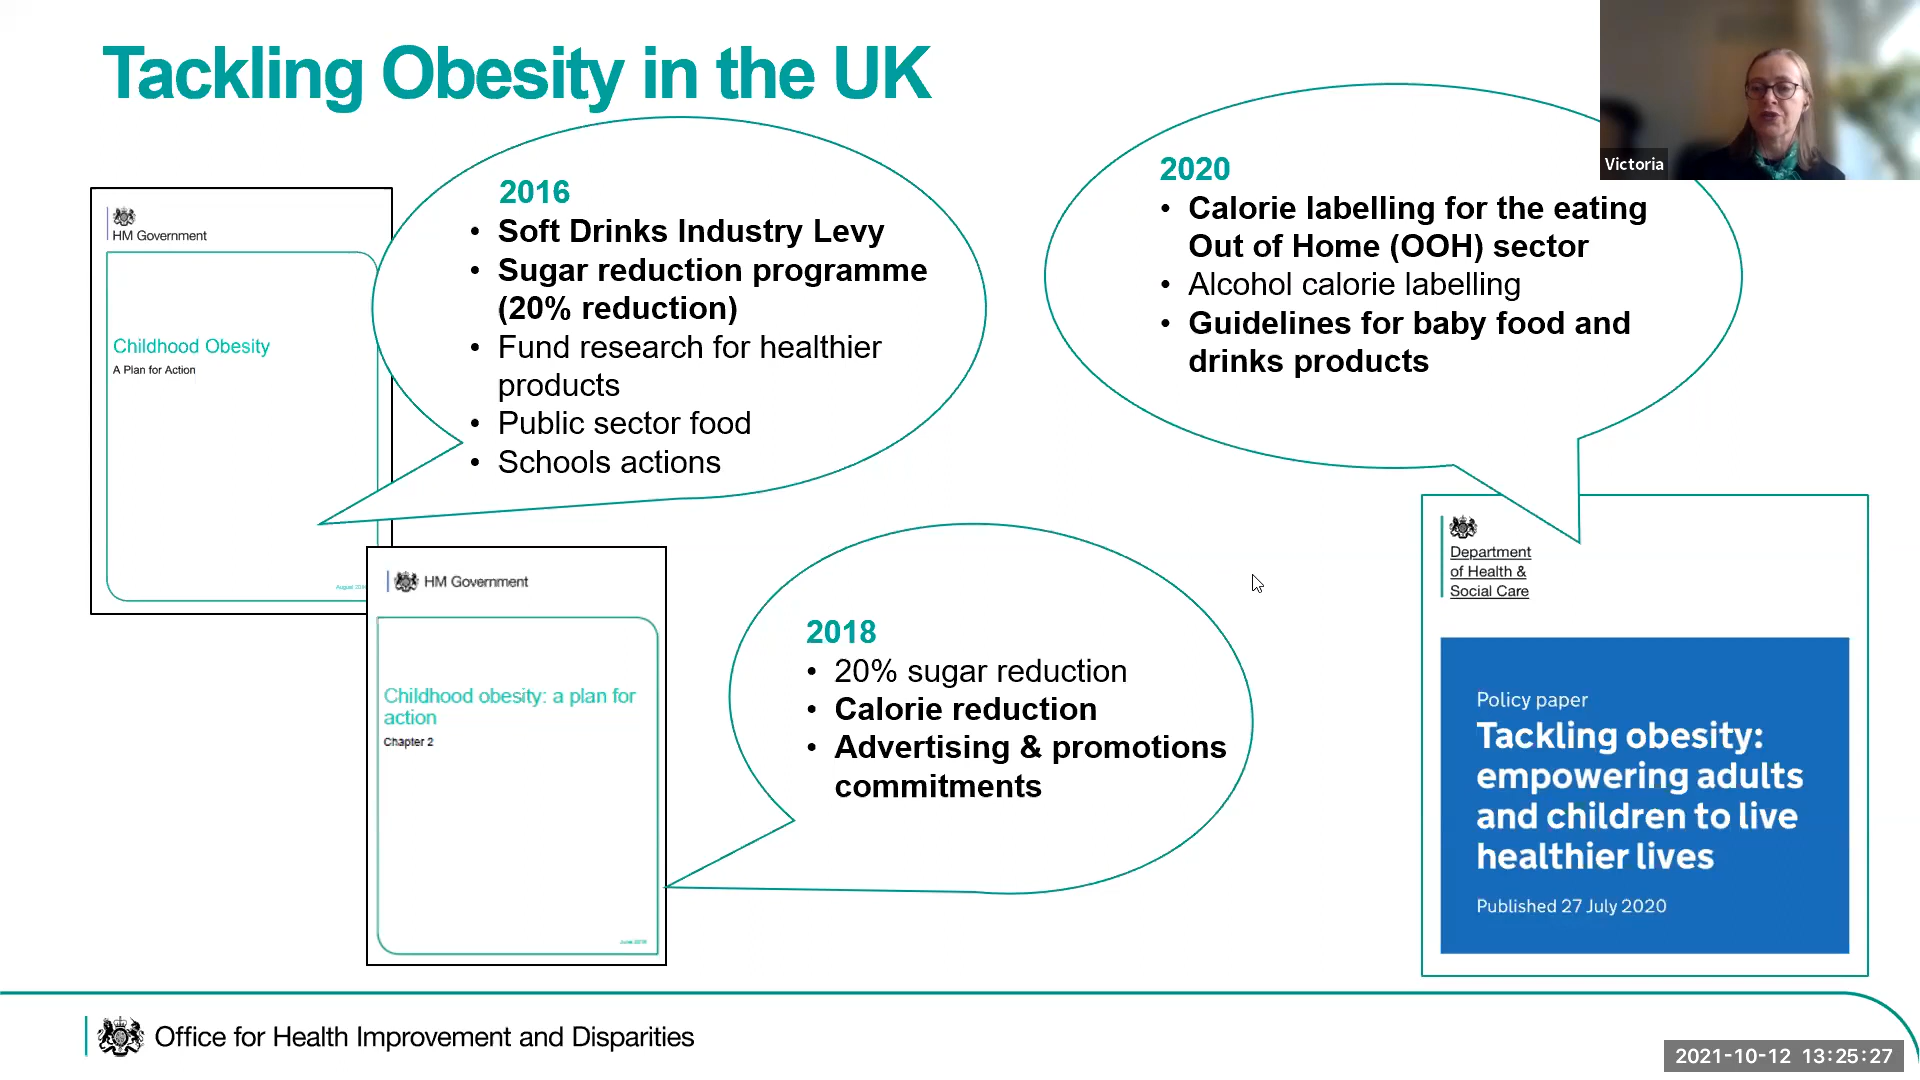 Tackling Obesity in the UK
Victoria
HM Government
Childhood Obesity
A Plan for Action
2016
• Soft Drinks Industry Levy
• Sugar reduction programme
(20% reduction)
• Fund research for healthier
products
• Public sector food
• Schools actions
2020
• Calorie labelling for the eating
Out of Home (OOH) sector
• Alcohol calorie labelling
• Guidelines for baby food and
drinks products
HM Government
Childhood obesity: a plan for
action
Chapter 2
2018
• 20% sugar reduction
• Calorie reduction
• Advertising & promotions
commitments
Department
of Health &
Social Care
Policy paper
Tackling obesity:
empowering adults
and children to live
healthier lives
Published 27 July 2020
Office for Health Improvement and Disparities
2021-10-12 13:25:27